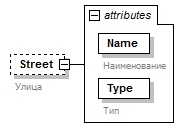 attributes
Name
Наименование
Street
Улица
Type
Тип